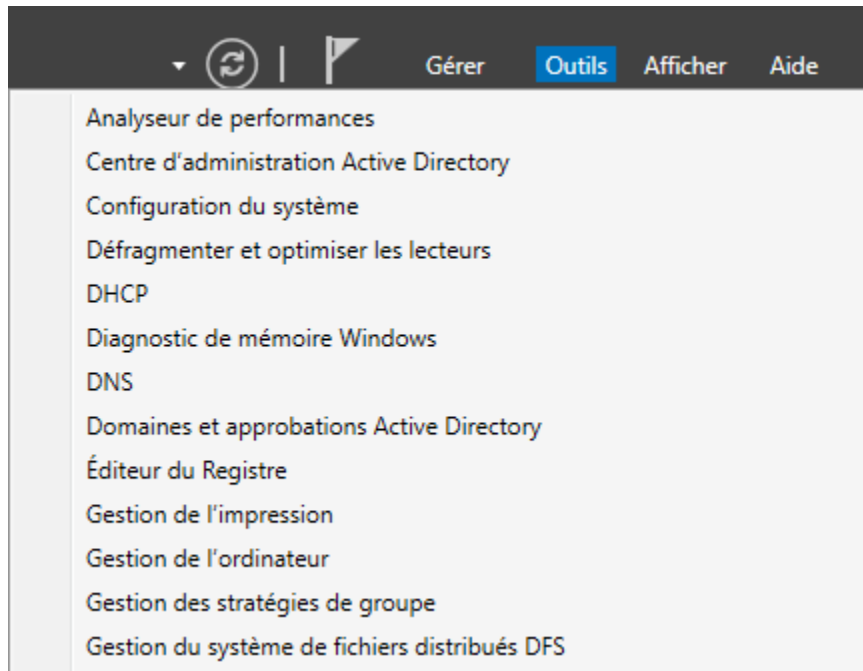 Gérer Outils Afficher Aide
Analyseur de performances
Centre d'administration Active Directory
Configuration du système
Défragmenter et optimiser les lecteurs
DHCP
Diagnostic de mémoire Windows
DNS
Domaines et approbations Active Directory
Éditeur du Registre
Gestion de l'impression
Gestion de l'ordinateur
Gestion des stratégies de groupe
Gestion du système de fichiers distribués DFS